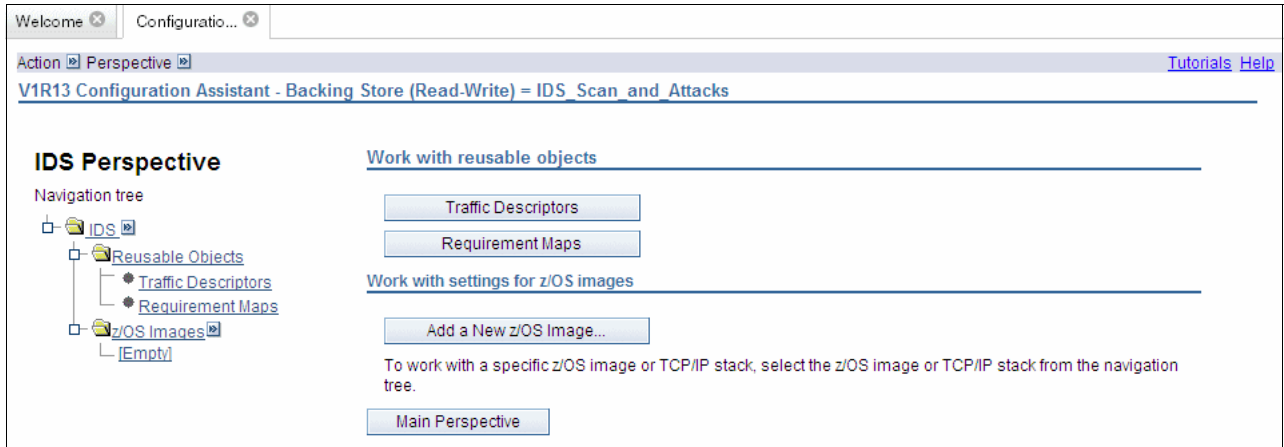 Welcome
Configuratio...
Action Perspective
Tutorials Help
V1R13 Configuration Assistant - Backing Store (Read-Write) = IDS_Scan_and_Attacks
IDS Perspective
Navigation tree
IDS
Reusable Objects
Traffic Descriptors
Requirement Maps
z/OS Images
[Empty]
Work with reusable objects
Traffic Descriptors
Requirement Maps
Work with settings for z/OS images
Add a New z/OS Image...
To work with a specific z/OS image or TCP/IP stack, select the z/OS image or TCP/IP stack from the navigation
tree.
Main Perspective